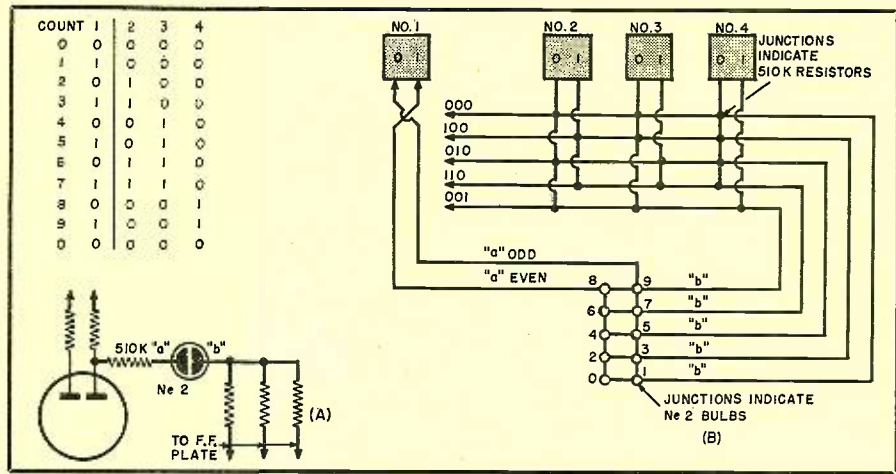 COUNT 1 2 3 4
0 0 0 0 0
1 1 0 0 0
2 0 1 0 0
3 1 1 0 0
4 0 0 1 0
5 1 0 1 0
6 0 1 1 0
7 1 1 1 0
8 0 0 0 1
9 1 0 0 1
0 0 0 0 0
510K "a"
"b"
Ne 2
(A)
TO F.F.
PLATE
NO. 1
NO. 2
NO. 3
NO. 4
0 1
0 1
0 1
0 1
JUNCTIONS
INDICATE
510K RESISTORS
000
100
010
110
001
"a" ODD
"a" EVEN
8 9 "b"
6 7 "b"
4 5 "b"
2 3 "b"
0 1 "b"
JUNCTIONS INDICATE
Ne 2 BULBS
(B)